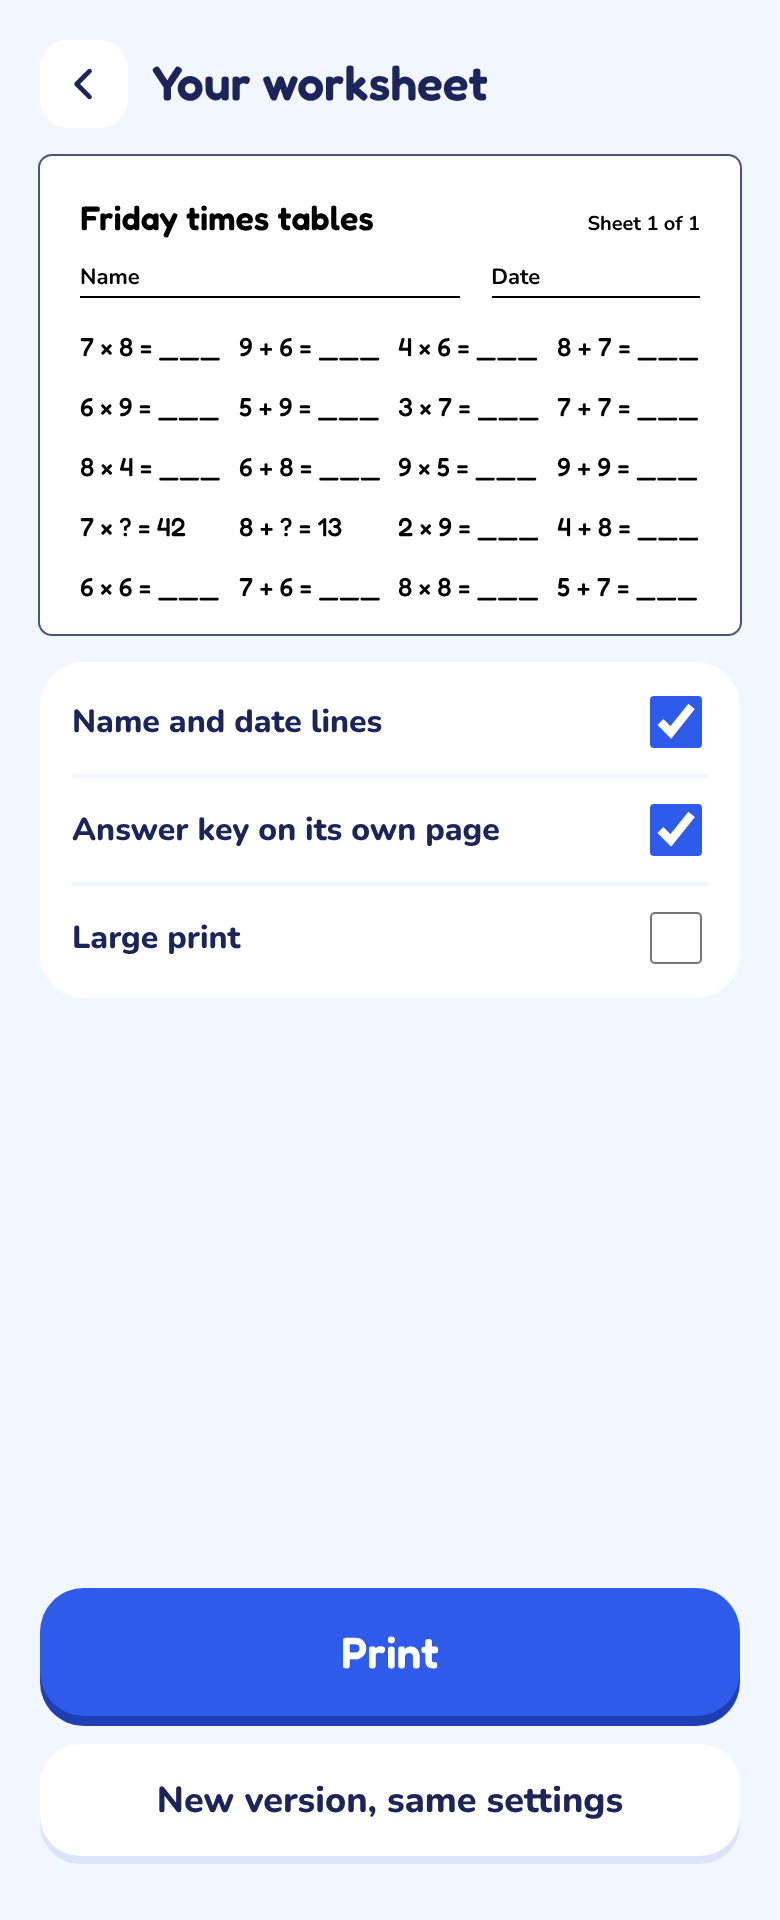 Your worksheet
Friday times tables Sheet 1 of 1
Name Date
7 × 8 = ___ 9 + 6 = ___ 4 × 6 = ___ 8 + 7 = ___
6 × 9 = ___ 5 + 9 = ___ 3 × 7 = ___ 7 + 7 = ___
8 × 4 = ___ 6 + 8 = ___ 9 × 5 = ___ 9 + 9 = ___
7 × ? = 42 8 + ? = 13 2 × 9 = ___ 4 + 8 = ___
6 × 6 = ___ 7 + 6 = ___ 8 × 8 = ___ 5 + 7 = ___
Name and date lines
Answer key on its own page
Large print
Print
New version, same settings